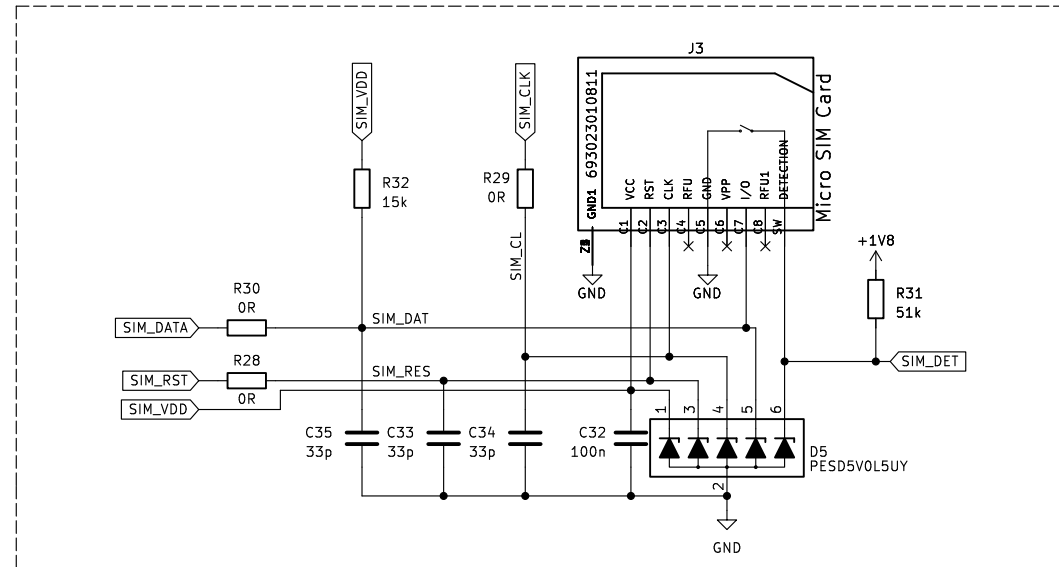 J3
SIM_VDD
SIM_CLK
693023010811
Micro SIM Card
GND1
VCC
RST
CLK
RFU
GND
VPP
I/O
RFU1
DETECTION
C1
C2
C3
C4
C5
C6
C7
C8
SW
R32
15k
R29
0R
SIM_CL
GND
GND
+1V8
R31
51k
R30
0R
SIM_DATA
SIM_DAT
SIM_DET
R28
0R
SIM_RST
SIM_RES
SIM_VDD
1
3
4
5
6
C35
33p
C33
33p
C34
33p
C32
100n
D5
PESD5V0L5UY
2
GND